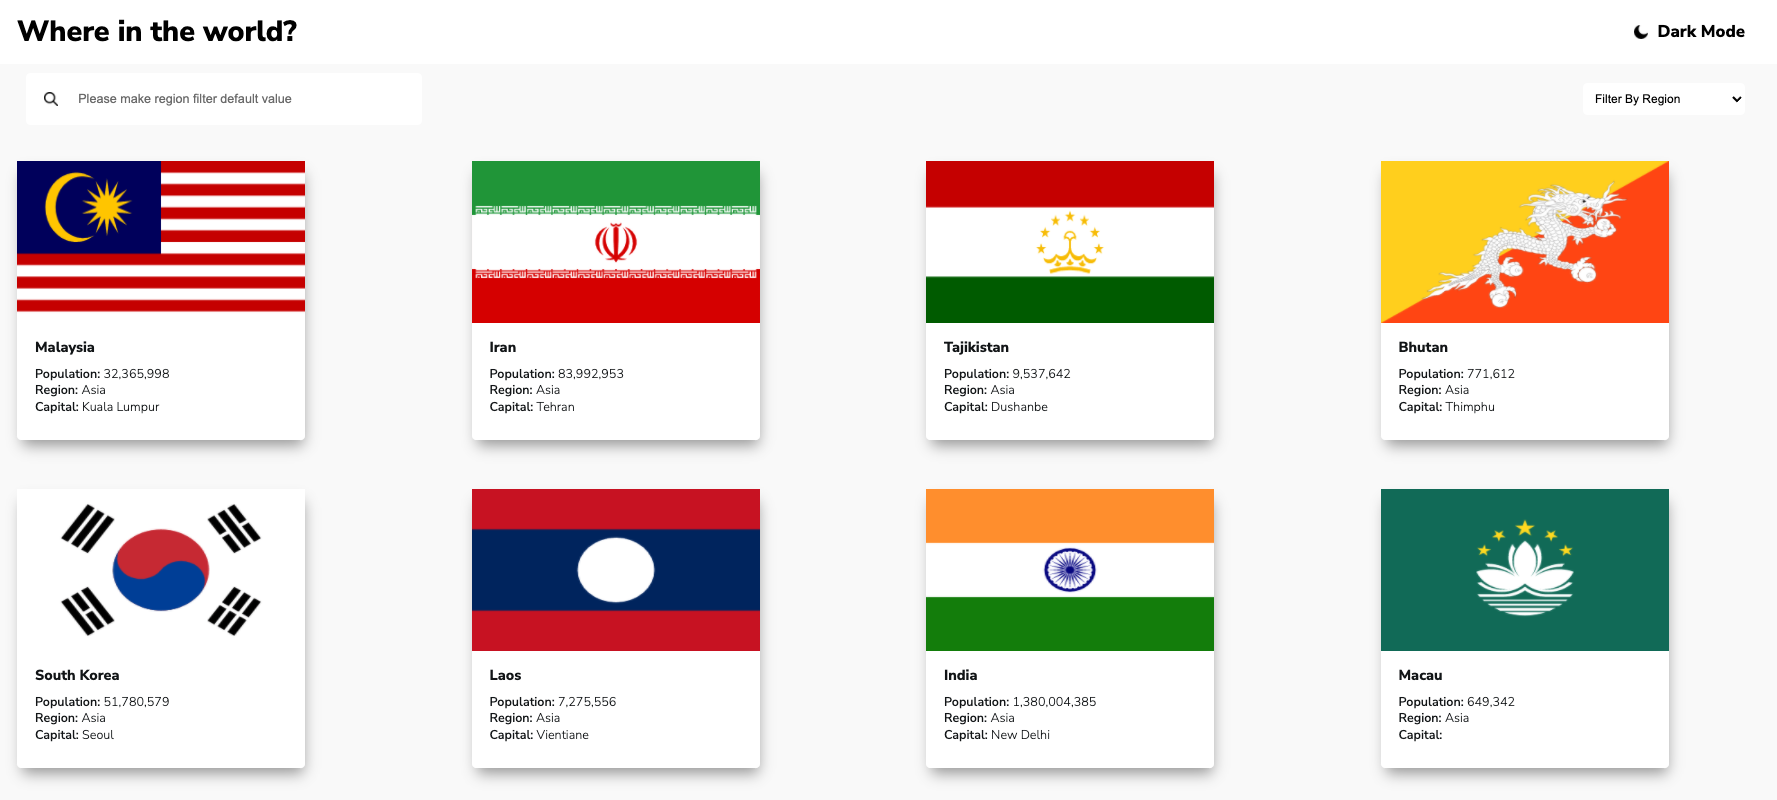 Where in the world?
Dark Mode
Please make region filter default value
Filter By Region
Malaysia
Population: 32,365,998
Region: Asia
Capital: Kuala Lumpur
Iran
Population: 83,992,953
Region: Asia
Capital: Tehran
Tajikistan
Population: 9,537,642
Region: Asia
Capital: Dushanbe
Bhutan
Population: 771,612
Region: Asia
Capital: Thimphu
South Korea
Population: 51,780,579
Region: Asia
Capital: Seoul
Laos
Population: 7,275,556
Region: Asia
Capital: Vientiane
India
Population: 1,380,004,385
Region: Asia
Capital: New Delhi
Macau
Population: 649,342
Region: Asia
Capital: